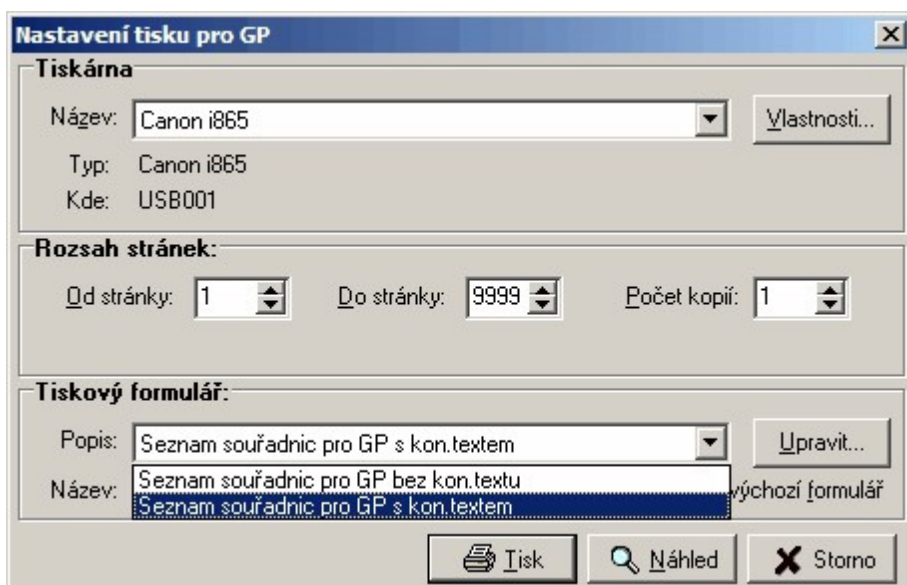 Nastavení tisku pro GP
Tiskárna
Název: Canon i865 Vlastnosti...
Typ: Canon i865
Kde: USB001
Rozsah stránek:
Od stránky: 1 Do stránky: 9999 Počet kopií: 1
Tiskový formulář:
Popis: Seznam souřadnic pro GP s kon.textem Upravit...
Seznam souřadnic pro GP bez kon.textu
Název: výchozí formulář
Seznam souřadnic pro GP s kon.textem
Tisk Náhled Storno